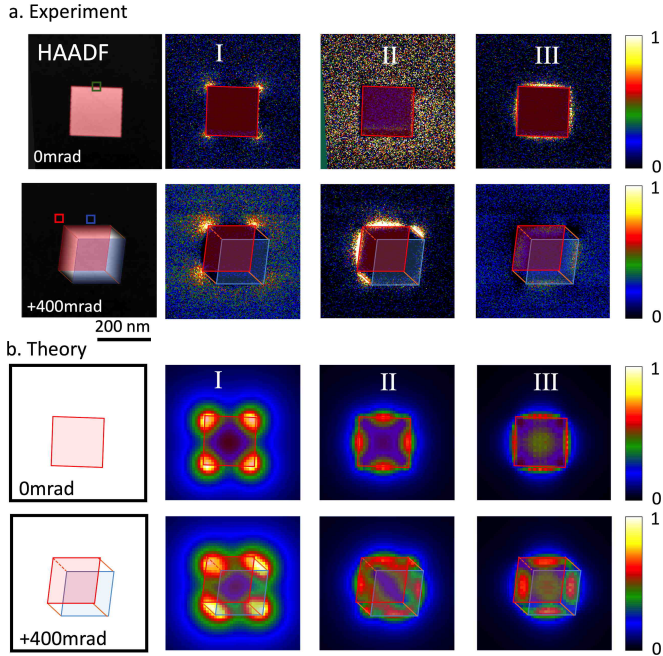 a. Experiment
HAADF
I
II
III
1
0
0mrad
1
0
+400mrad
200 nm
b. Theory
I
II
III
1
0
0mrad
1
0
+400mrad